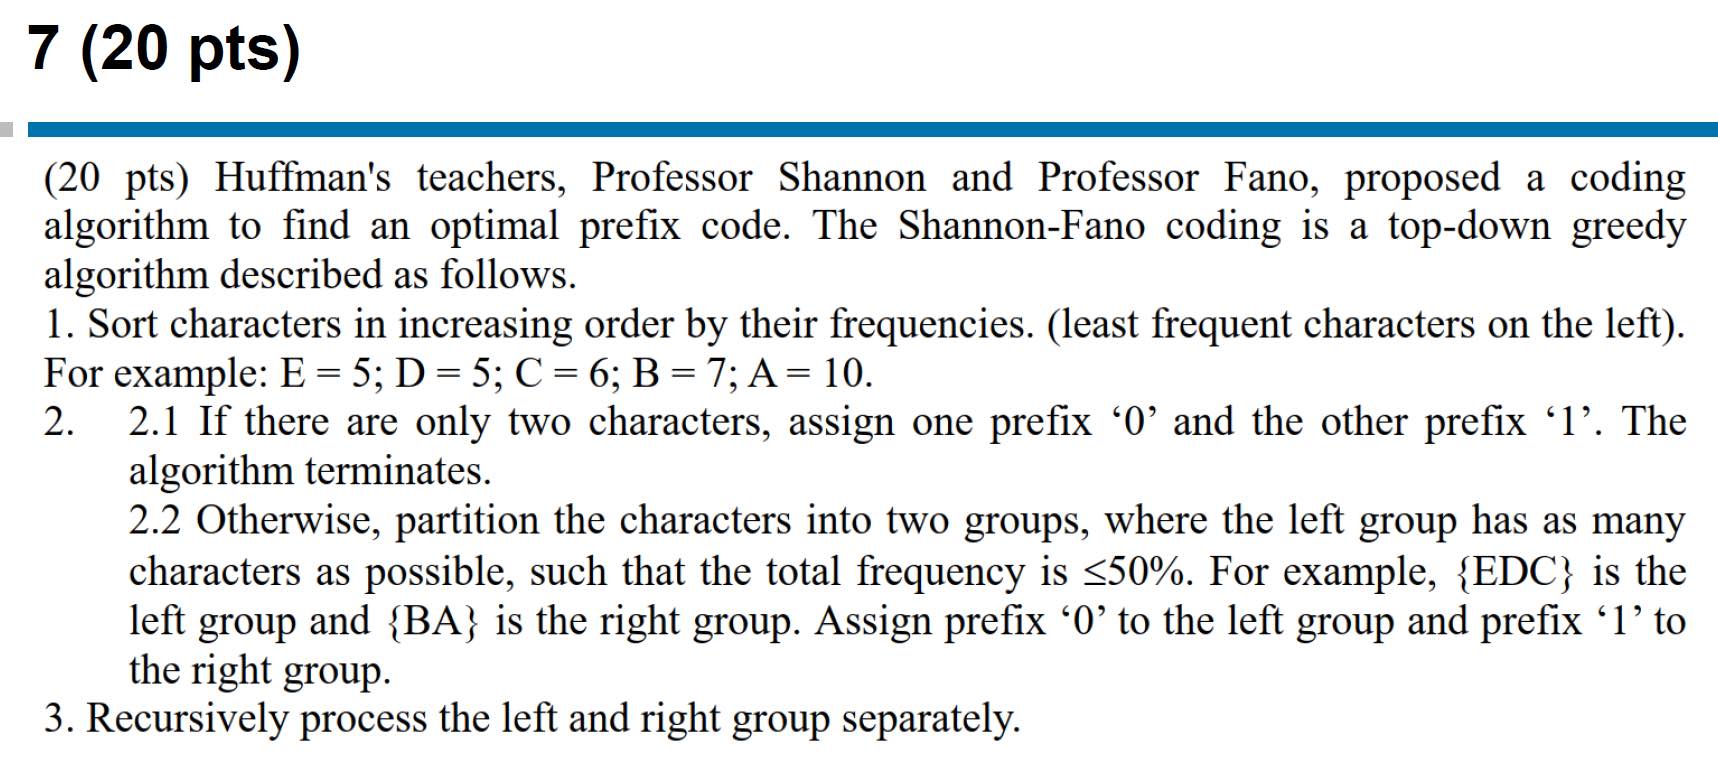 7 (20 pts)
(20 pts) Huffman's teachers, Professor Shannon and Professor Fano, proposed a coding
algorithm to find an optimal prefix code. The Shannon-Fano coding is a top-down greedy
algorithm described as follows.
1. Sort characters in increasing order by their frequencies. (least frequent characters on the left).
For example: E = 5; D = 5; C = 6; B = 7; A = 10.
2. 2.1 If there are only two characters, assign one prefix ‘0’ and the other prefix ‘1’. The
algorithm terminates.
2.2 Otherwise, partition the characters into two groups, where the left group has as many
characters as possible, such that the total frequency is ≤50%. For example, {EDC} is the
left group and {BA} is the right group. Assign prefix ‘0’ to the left group and prefix ‘1’ to
the right group.
3. Recursively process the left and right group separately.